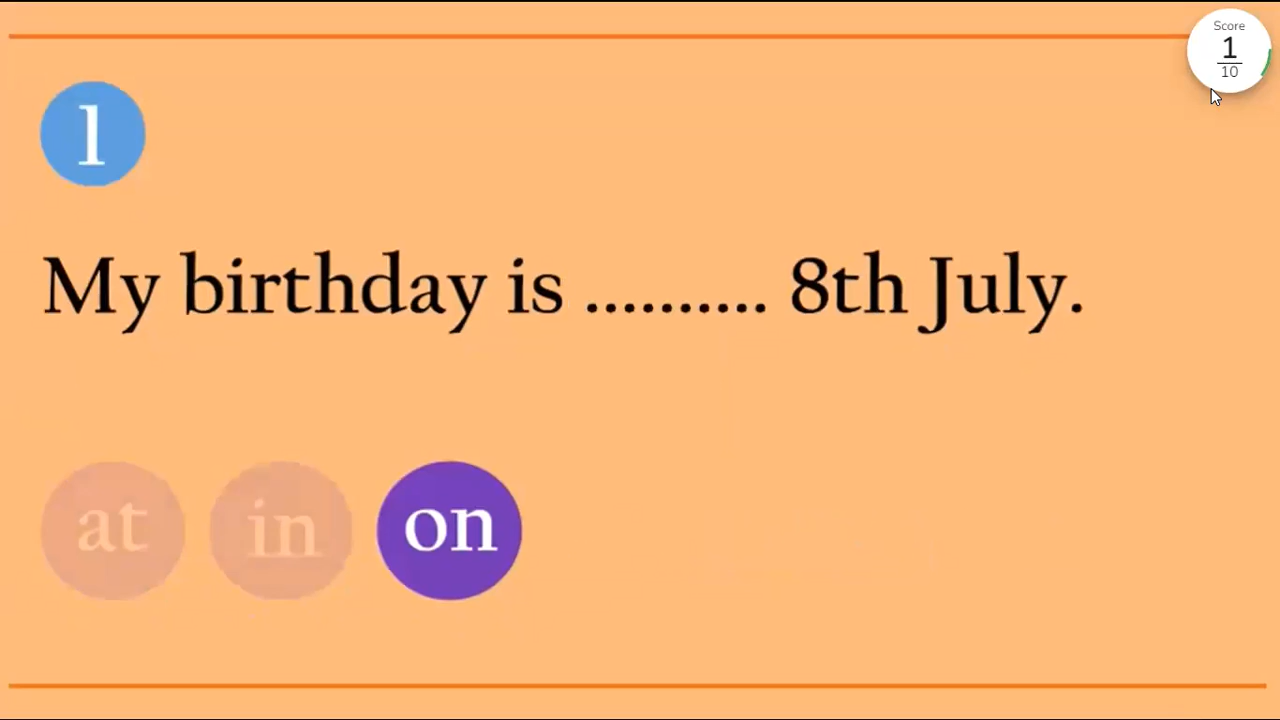 Score
1
10
1
My birthday is .......... 8th July.
at in on